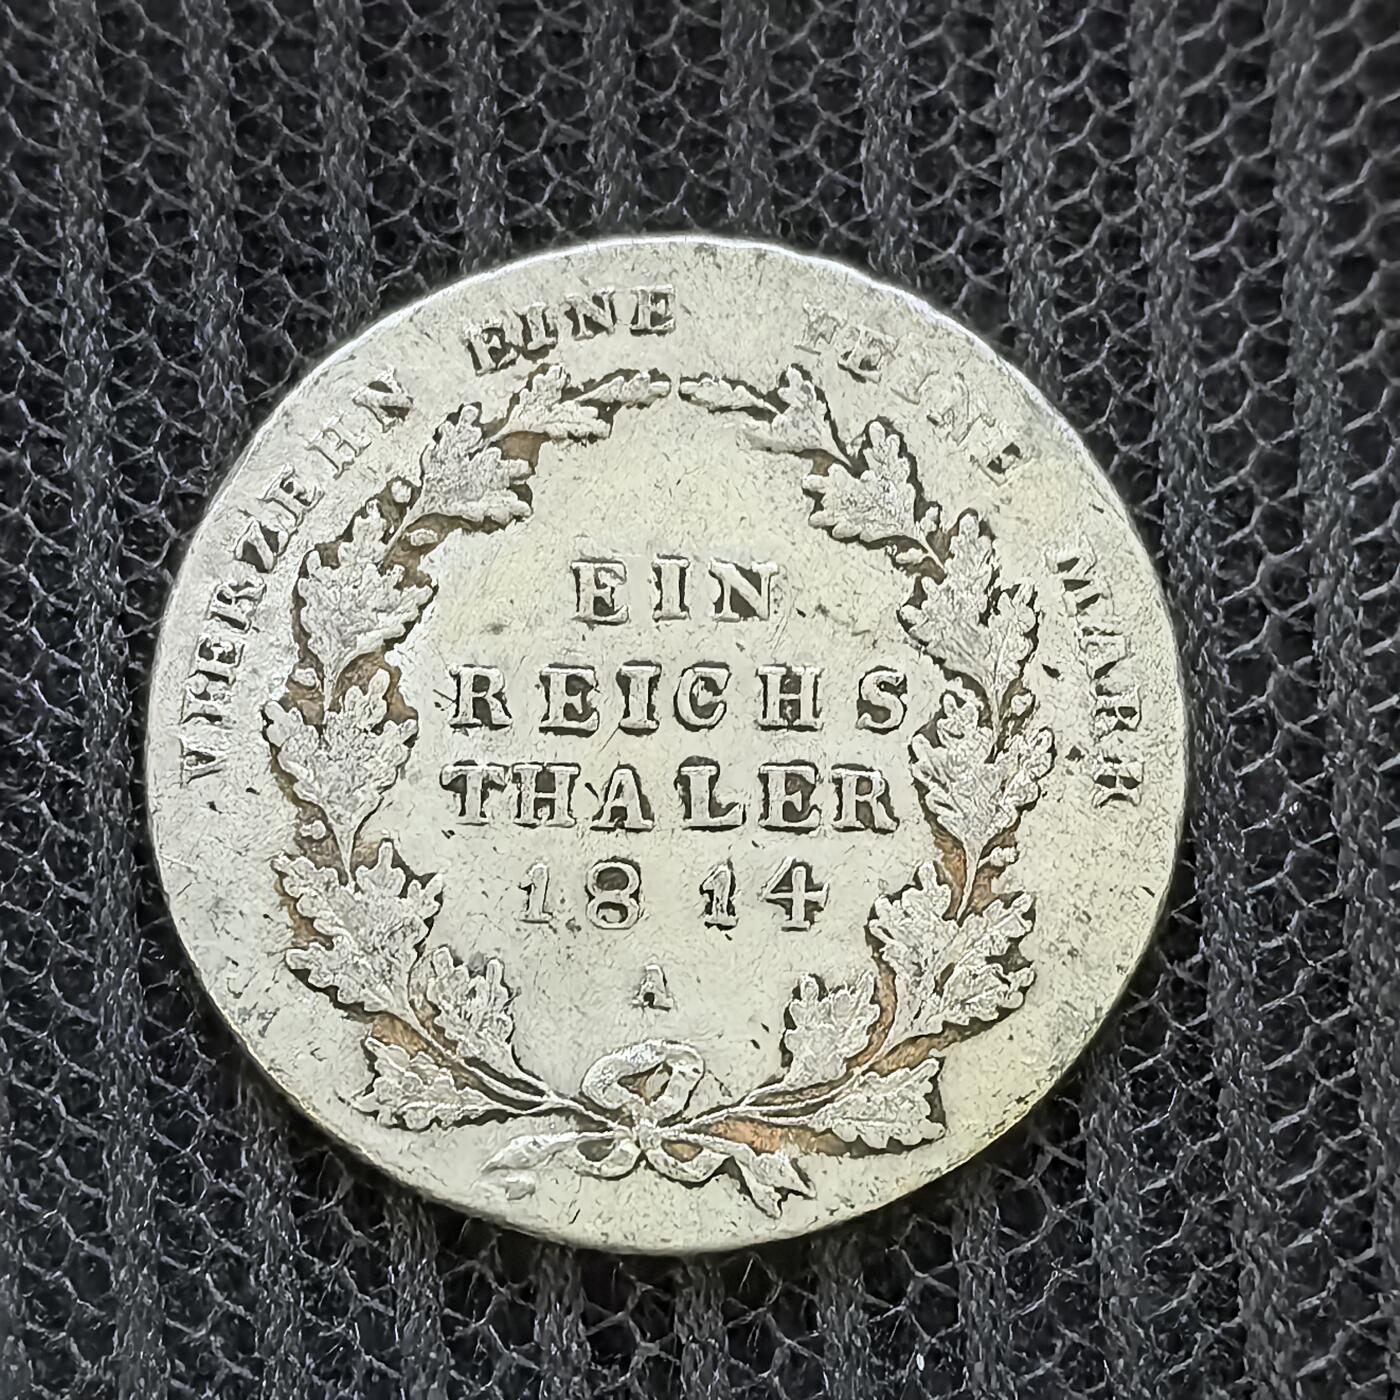 VIERZEHN EINE FEINE MARK
EIN
REICHS
THALER
1814
A